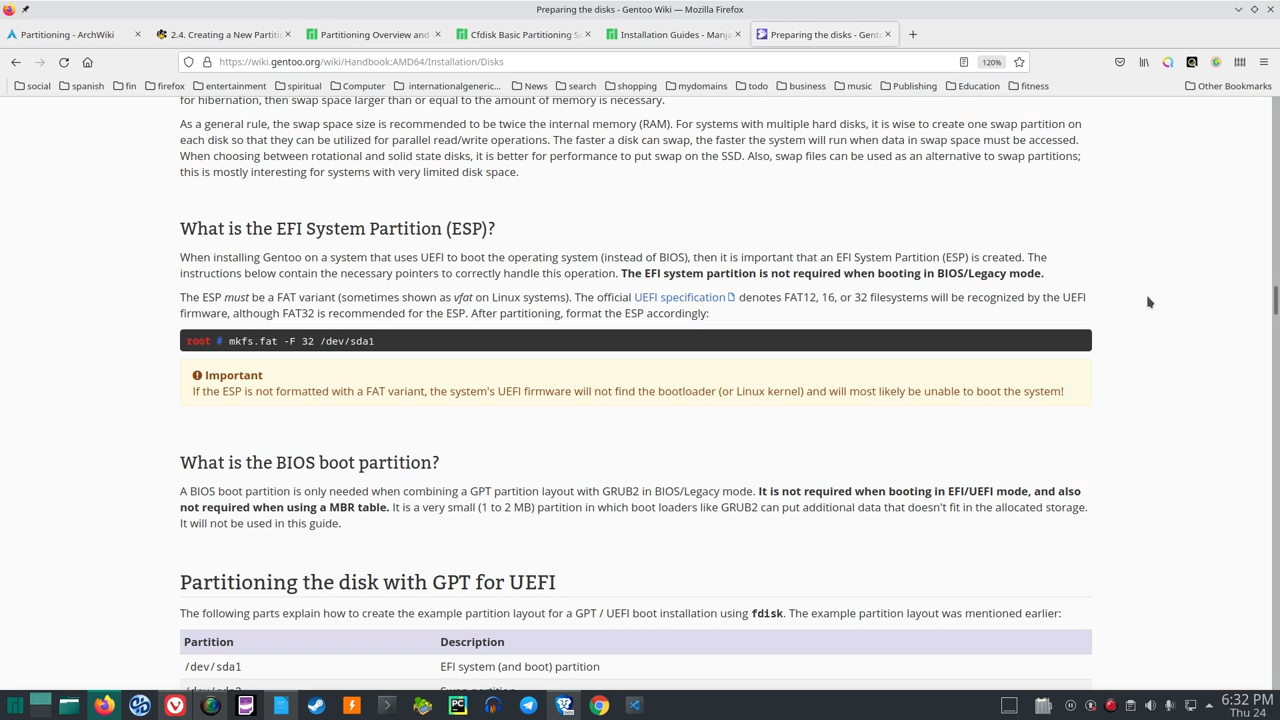 Preparing the disks - Gentoo Wiki — Mozilla Firefox
Partitioning - ArchWiki
2.4. Creating a New Partiti
Partitioning Overview and
Cfdisk Basic Partitioning
Installation Guides - Manja
Preparing the disks - Gent
https://wiki.gentoo.org/wiki/Handbook:AMD64/Installation/Disks
120%
social
spanish
fin
firefox
entertainment
spiritual
Computer
internationalgeneric...
News
search
shopping
mydomains
todo
business
music
Publishing
Education
fitness
Other Bookmarks
for hibernation, then swap space larger than or equal to the amount of memory is necessary.
As a general rule, the swap space size is recommended to be twice the internal memory (RAM). For systems with multiple hard disks, it is wise to create one swap partition on
each disk so that they can be utilized for parallel read/write operations. The faster a disk can swap, the faster the system will run when data in swap space must be accessed.
When choosing between rotational and solid state disks, it is better for performance to put swap on the SSD. Also, swap files can be used as an alternative to swap partitions;
this is mostly interesting for systems with very limited disk space.
What is the EFI System Partition (ESP)?
When installing Gentoo on a system that uses UEFI to boot the operating system (instead of BIOS), then it is important that an EFI System Partition (ESP) is created. The
instructions below contain the necessary pointers to correctly handle this operation. The EFI system partition is not required when booting in BIOS/Legacy mode.
The ESP must be a FAT variant (sometimes shown as vfat on Linux systems). The official UEFI specification denotes FAT12, 16, or 32 filesystems will be recognized by the UEFI
firmware, although FAT32 is recommended for the ESP. After partitioning, format the ESP accordingly:
root # mkfs.fat -F 32 /dev/sda1
Important
If the ESP is not formatted with a FAT variant, the system's UEFI firmware will not find the bootloader (or Linux kernel) and will most likely be unable to boot the system!
What is the BIOS boot partition?
A BIOS boot partition is only needed when combining a GPT partition layout with GRUB2 in BIOS/Legacy mode. It is not required when booting in EFI/UEFI mode, and also
not required when using a MBR table. It is a very small (1 to 2 MB) partition in which boot loaders like GRUB2 can put additional data that doesn't fit in the allocated storage.
It will not be used in this guide.
Partitioning the disk with GPT for UEFI
The following parts explain how to create the example partition layout for a GPT / UEFI boot installation using fdisk. The example partition layout was mentioned earlier:
Partition Description
/dev/sda1 EFI system (and boot) partition
6:32 PM
Thu 24